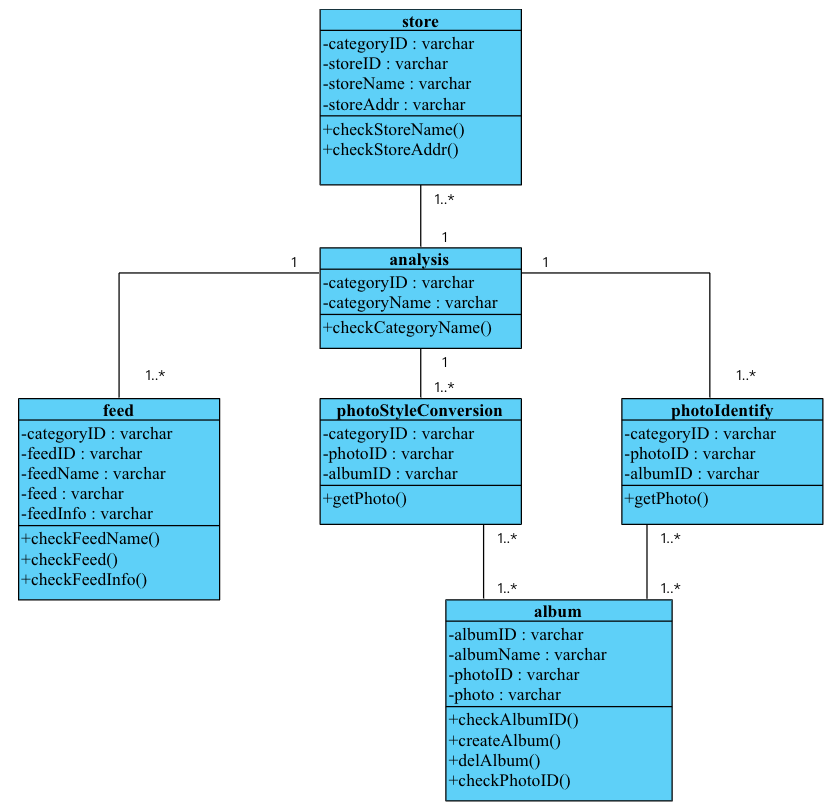 store
-categoryID : varchar
-storeID : varchar
-storeName : varchar
-storeAddr : varchar
+checkStoreName()
+checkStoreAddr()
1..*
1
1
1
analysis
-categoryID : varchar
-categoryName : varchar
+checkCategoryName()
1..*
1
1..*
1..*
feed
-categoryID : varchar
-feedID : varchar
-feedName : varchar
-feed : varchar
-feedInfo : varchar
+checkFeedName()
+checkFeed()
+checkFeedInfo()
photoStyleConversion
-categoryID : varchar
-photoID : varchar
-albumID : varchar
+getPhoto()
photoIdentify
-categoryID : varchar
-photoID : varchar
-albumID : varchar
+getPhoto()
1..*
1..*
1..*
1..*
album
-albumID : varchar
-albumName : varchar
-photoID : varchar
-photo : varchar
+checkAlbumID()
+createAlbum()
+delAlbum()
+checkPhotoID()